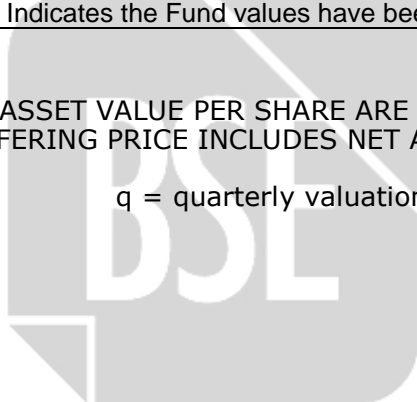 Indicates the Fund values have bee
ASSET VALUE PER SHARE ARE
FERING PRICE INCLUDES NET A
q = quarterly valuation
BSE